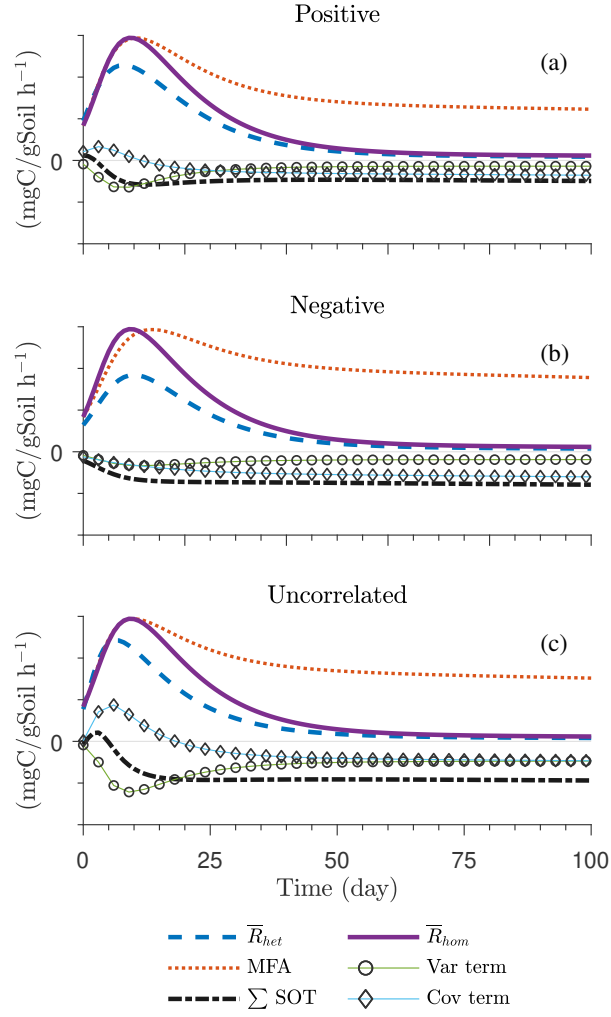 Positive
(a)
0
(mgC/gSoil h⁻¹)
Negative
(b)
0
(mgC/gSoil h⁻¹)
Uncorrelated
(c)
0
(mgC/gSoil h⁻¹)
0 25 50 75 100
Time (day)
R̅het R̅hom
MFA Var term
∑ SOT Cov term